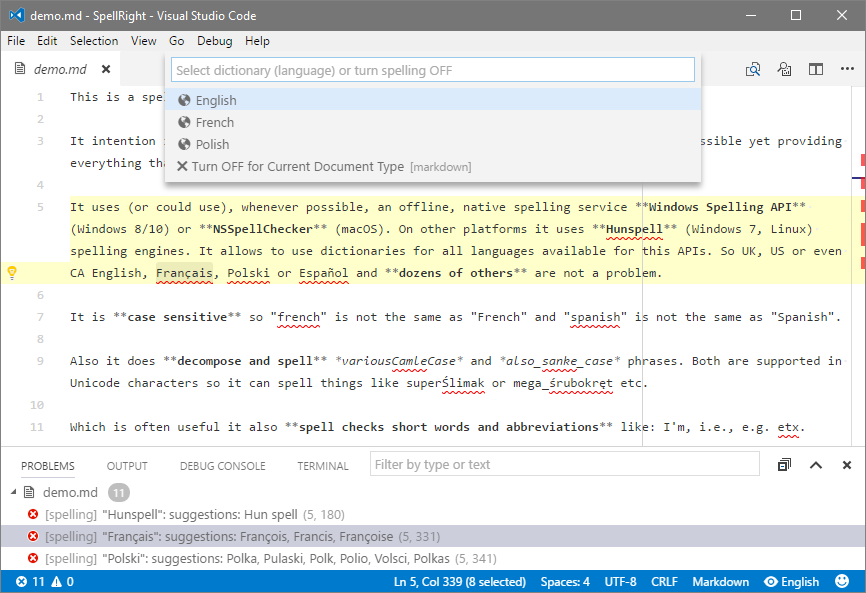 demo.md - SpellRight - Visual Studio Code
File Edit Selection View Go Debug Help
demo.md
Select dictionary (language) or turn spelling OFF
English
French
Polish
Turn OFF for Current Document Type [markdown]
1 This is a spe
2
3 It intention ssible yet providing
everything tha
4
5 It uses (or could use), whenever possible, an offline, native spelling service **Windows Spelling API**
(Windows 8/10) or **NSSpellChecker** (macOS). On other platforms it uses **Hunspell** (Windows 7, Linux)
spelling engines. It allows to use dictionaries for all languages available for this APIs. So UK, US or even
CA English, Français, Polski or Español and **dozens of others** are not a problem.
6
7 It is **case sensitive** so "french" is not the same as "French" and "spanish" is not the same as "Spanish".
8
9 Also it does **decompose and spell** *variousCamleCase* and *also_sanke_case* phrases. Both are supported in
Unicode characters so it can spell things like superŚlimak or mega_śrubokręt etc.
10
11 Which is often useful it also **spell checks short words and abbreviations** like: I'm, i.e., e.g. etx.
PROBLEMS OUTPUT DEBUG CONSOLE TERMINAL Filter by type or text
demo.md 11
[spelling] "Hunspell": suggestions: Hun spell (5, 180)
[spelling] "Français": suggestions: François, Francis, Françoise (5, 331)
[spelling] "Polski": suggestions: Polka, Pulaski, Polk, Polio, Volsci, Polkas (5, 341)
11 0 Ln 5, Col 339 (8 selected) Spaces: 4 UTF-8 CRLF Markdown English